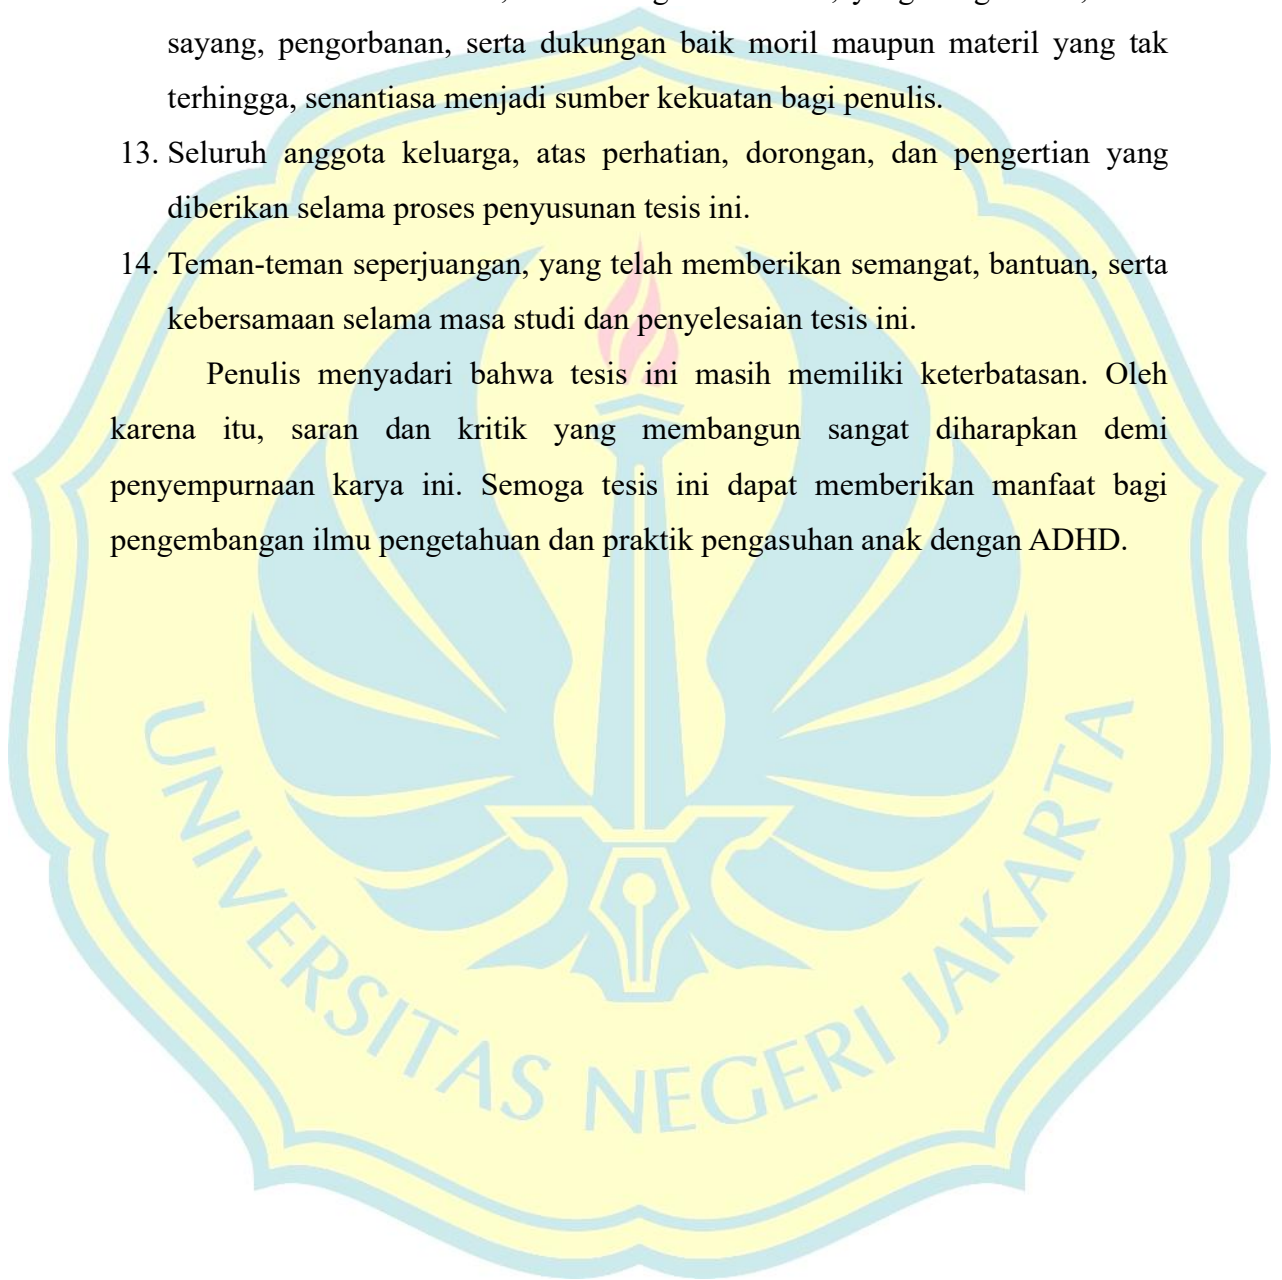 sayang, pengorbanan, serta dukungan baik moril maupun materil yang tak
terhingga, senantiasa menjadi sumber kekuatan bagi penulis.
13. Seluruh anggota keluarga, atas perhatian, dorongan, dan pengertian yang
diberikan selama proses penyusunan tesis ini.
14. Teman-teman seperjuangan, yang telah memberikan semangat, bantuan, serta
kebersamaan selama masa studi dan penyelesaian tesis ini.
Penulis menyadari bahwa tesis ini masih memiliki keterbatasan. Oleh
karena itu, saran dan kritik yang membangun sangat diharapkan demi
penyempurnaan karya ini. Semoga tesis ini dapat memberikan manfaat bagi
pengembangan ilmu pengetahuan dan praktik pengasuhan anak dengan ADHD.
UNIVERSITAS NEGERI JAKARTA